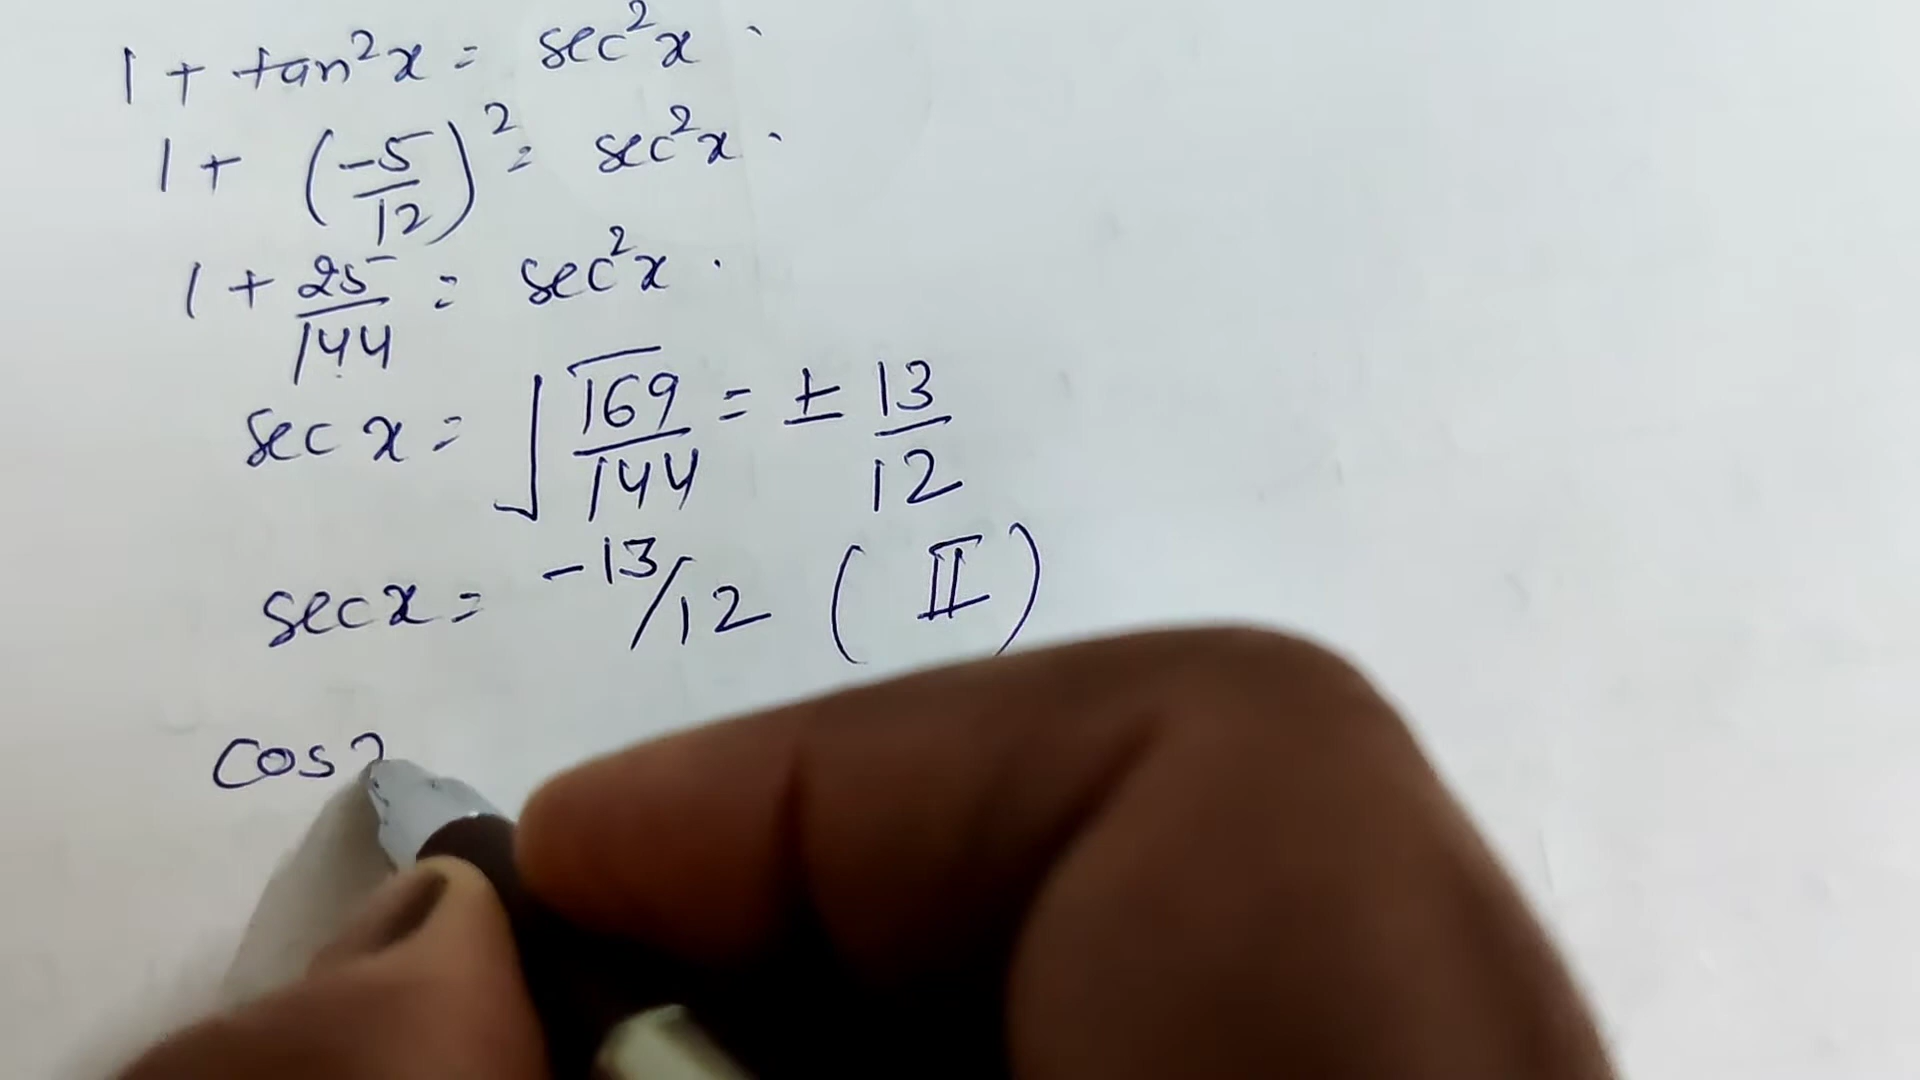 1 + tan²x = sec²x .
1 + (-5/12)² = sec²x .
1 + 25/144 = sec²x .
sec x = √169/144 = ± 13/12
sec x = -13/12 (II)
cos